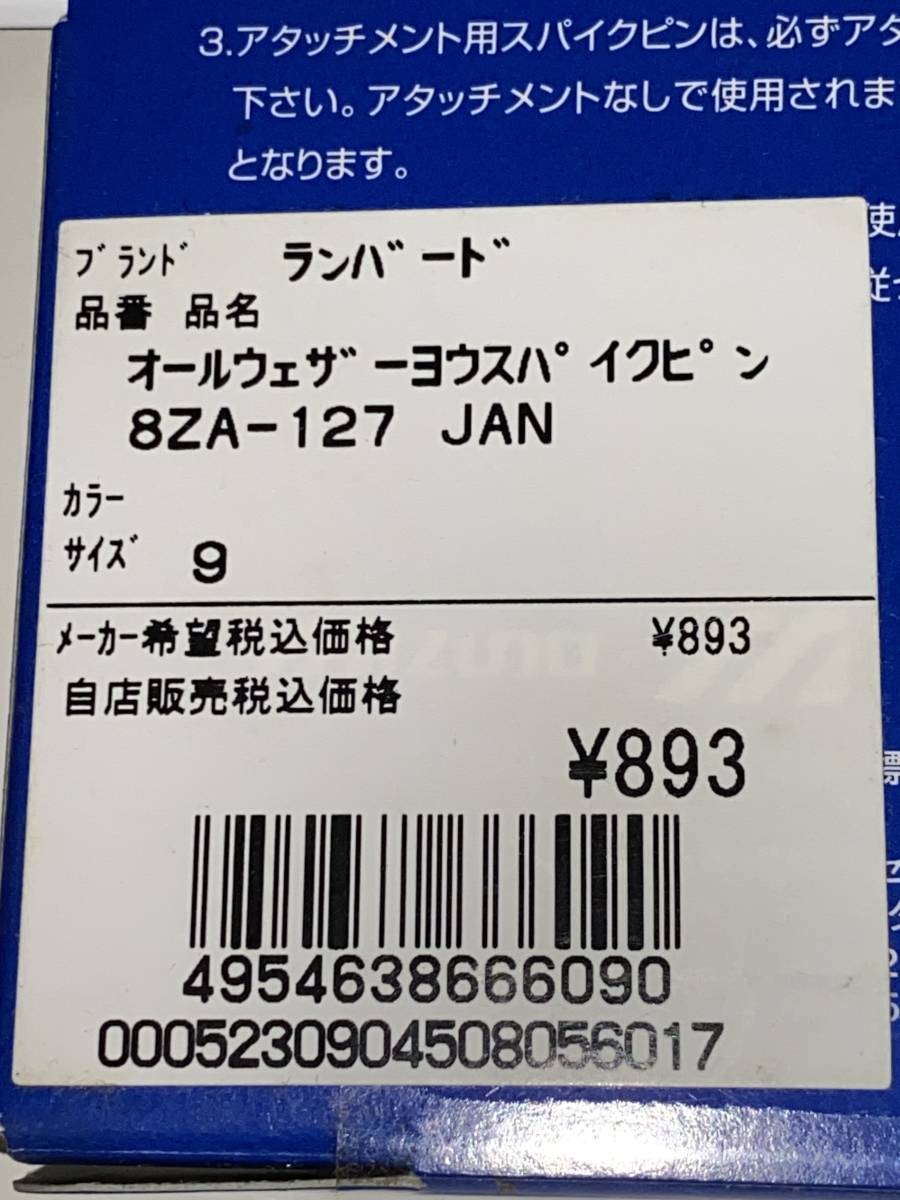 3.アタッチメント用スパイクピンは、必ずアタ
下さい。アタッチメントなしで使用されま
となります。
使
従っ
ﾌﾞﾗﾝﾄﾞ ランバード
品番 品名
オールウェザーヨウスパイクピン
8ZA-127 JAN
ｶﾗｰ
ｻｲｽﾞ 9
ﾒｰｶｰ希望税込価格 ¥893
自店販売税込価格
¥893
標
4954638666090
0005230904508056017